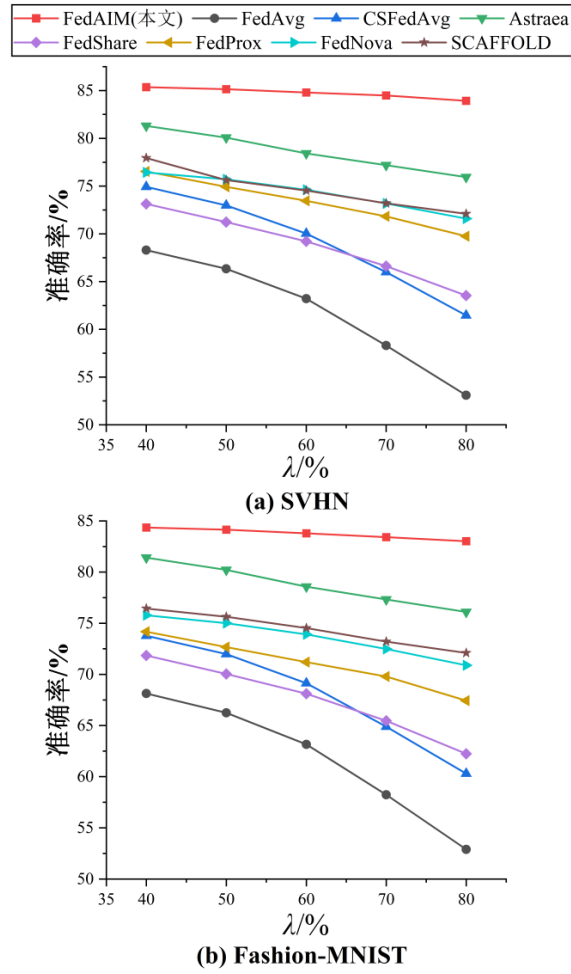 FedAIM(本文) FedAvg CSFedAvg Astraea
FedShare FedProx FedNova SCAFFOLD
准确率/%
85
80
75
70
65
60
55
50
35 40 50 60 70 80 85
λ/%
(a) SVHN
准确率/%
85
80
75
70
65
60
55
50
35 40 50 60 70 80 85
λ/%
(b) Fashion-MNIST